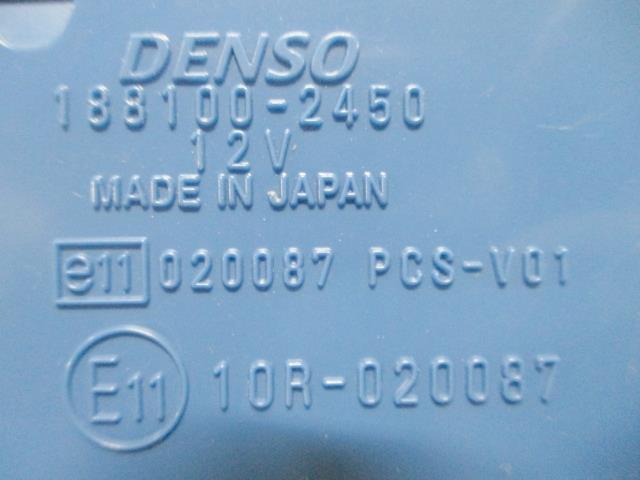 DENSO
188100-2450
12V
MADE IN JAPAN
e11 020087 PCS-V01
E11 10R-020087